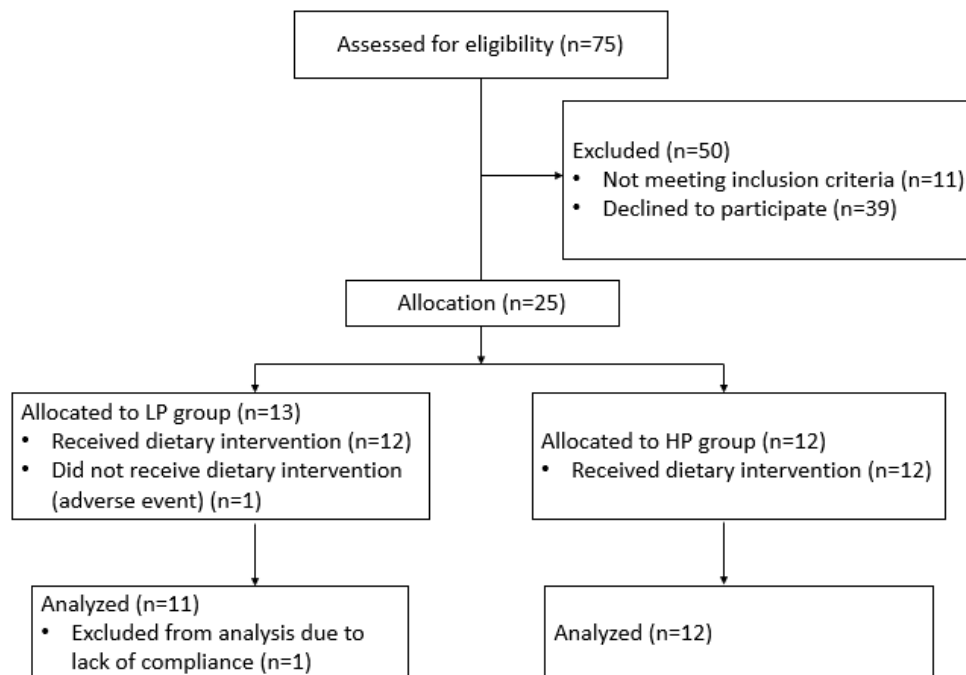 Assessed for eligibility (n=75)
Excluded (n=50)
• Not meeting inclusion criteria (n=11)
• Declined to participate (n=39)
Allocation (n=25)
Allocated to LP group (n=13)
• Received dietary intervention (n=12)
• Did not receive dietary intervention
(adverse event) (n=1)
Allocated to HP group (n=12)
• Received dietary intervention (n=12)
Analyzed (n=11)
• Excluded from analysis due to
lack of compliance (n=1)
Analyzed (n=12)